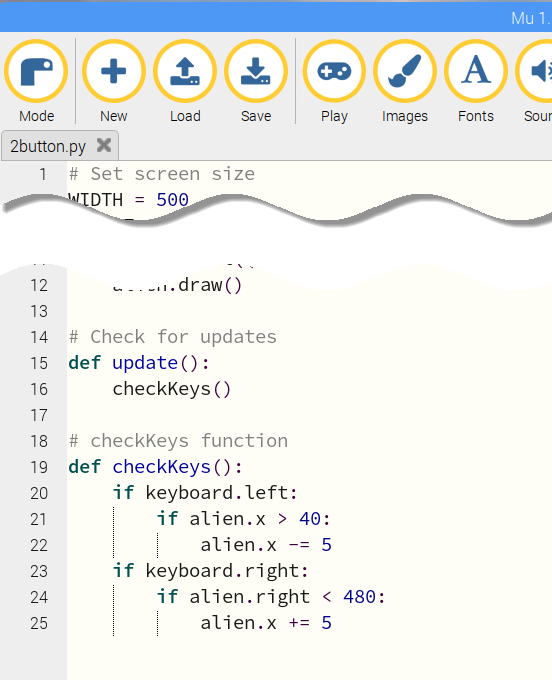 Mu 1.
Mode New Load Save Play Images Fonts
2button.py
1 # Set screen size
WIDTH = 500
12 .draw()
13
14 # Check for updates
15 def update():
16 checkKeys()
17
18 # checkKeys function
19 def checkKeys():
20 if keyboard.left:
21 if alien.x > 40:
22 alien.x -= 5
23 if keyboard.right:
24 if alien.right < 480:
25 alien.x += 5